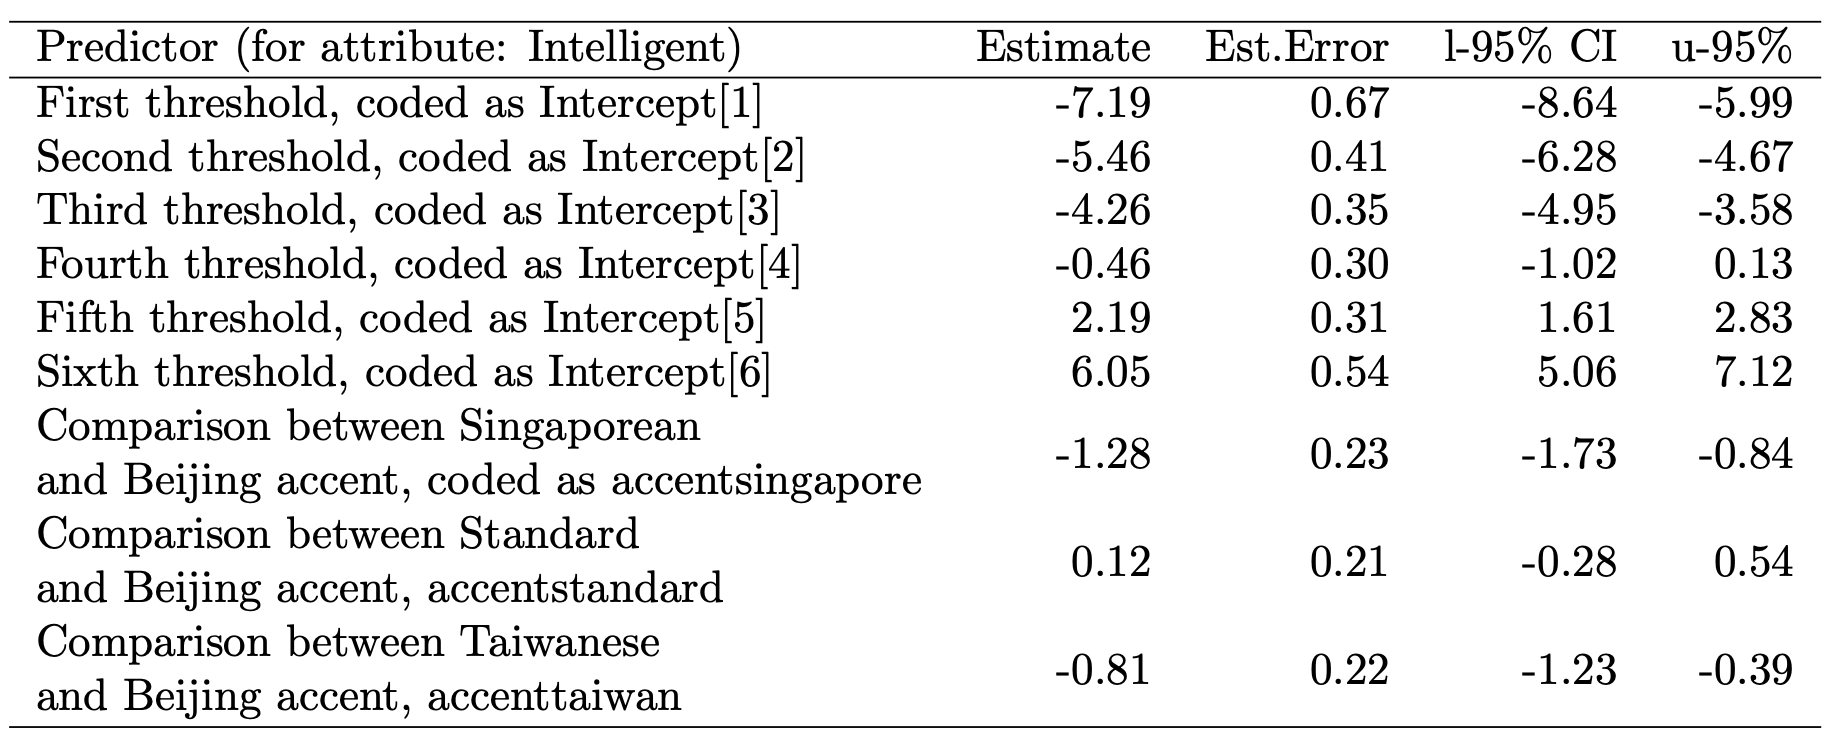 Predictor (for attribute: Intelligent) Estimate Est.Error l-95% CI u-95%
First threshold, coded as Intercept[1] -7.19 0.67 -8.64 -5.99
Second threshold, coded as Intercept[2] -5.46 0.41 -6.28 -4.67
Third threshold, coded as Intercept[3] -4.26 0.35 -4.95 -3.58
Fourth threshold, coded as Intercept[4] -0.46 0.30 -1.02 0.13
Fifth threshold, coded as Intercept[5] 2.19 0.31 1.61 2.83
Sixth threshold, coded as Intercept[6] 6.05 0.54 5.06 7.12
Comparison between Singaporean
and Beijing accent, coded as accentsingapore -1.28 0.23 -1.73 -0.84
Comparison between Standard
and Beijing accent, accentstandard 0.12 0.21 -0.28 0.54
Comparison between Taiwanese
and Beijing accent, accenttaiwan -0.81 0.22 -1.23 -0.39